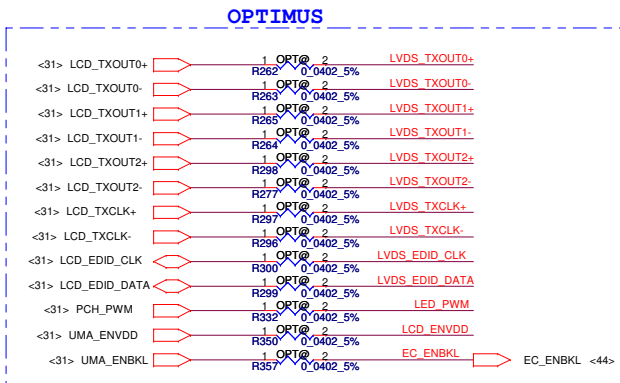 OPTIMUS
<31> LCD_TXOUT0+ 1 OPT@ 2 LVDS_TXOUT0+
R262 0_0402_5%
<31> LCD_TXOUT0- 1 OPT@ 2 LVDS_TXOUT0-
R263 0_0402_5%
<31> LCD_TXOUT1+ 1 OPT@ 2 LVDS_TXOUT1+
R265 0_0402_5%
<31> LCD_TXOUT1- 1 OPT@ 2 LVDS_TXOUT1-
R264 0_0402_5%
<31> LCD_TXOUT2+ 1 OPT@ 2 LVDS_TXOUT2+
R298 0_0402_5%
<31> LCD_TXOUT2- 1 OPT@ 2 LVDS_TXOUT2-
R277 0_0402_5%
<31> LCD_TXCLK+ 1 OPT@ 2 LVDS_TXCLK+
R297 0_0402_5%
<31> LCD_TXCLK- 1 OPT@ 2 LVDS_TXCLK-
R296 0_0402_5%
<31> LCD_EDID_CLK 1 OPT@ 2 LVDS_EDID_CLK
R300 0_0402_5%
<31> LCD_EDID_DATA 1 OPT@ 2 LVDS_EDID_DATA
R299 0_0402_5%
<31> PCH_PWM 1 OPT@ 2 LED_PWM
R332 0_0402_5%
<31> UMA_ENVDD 1 OPT@ 2 LCD_ENVDD
R350 0_0402_5%
<31> UMA_ENBKL 1 OPT@ 2 EC_ENBKL EC_ENBKL <44>
R357 0_0402_5%